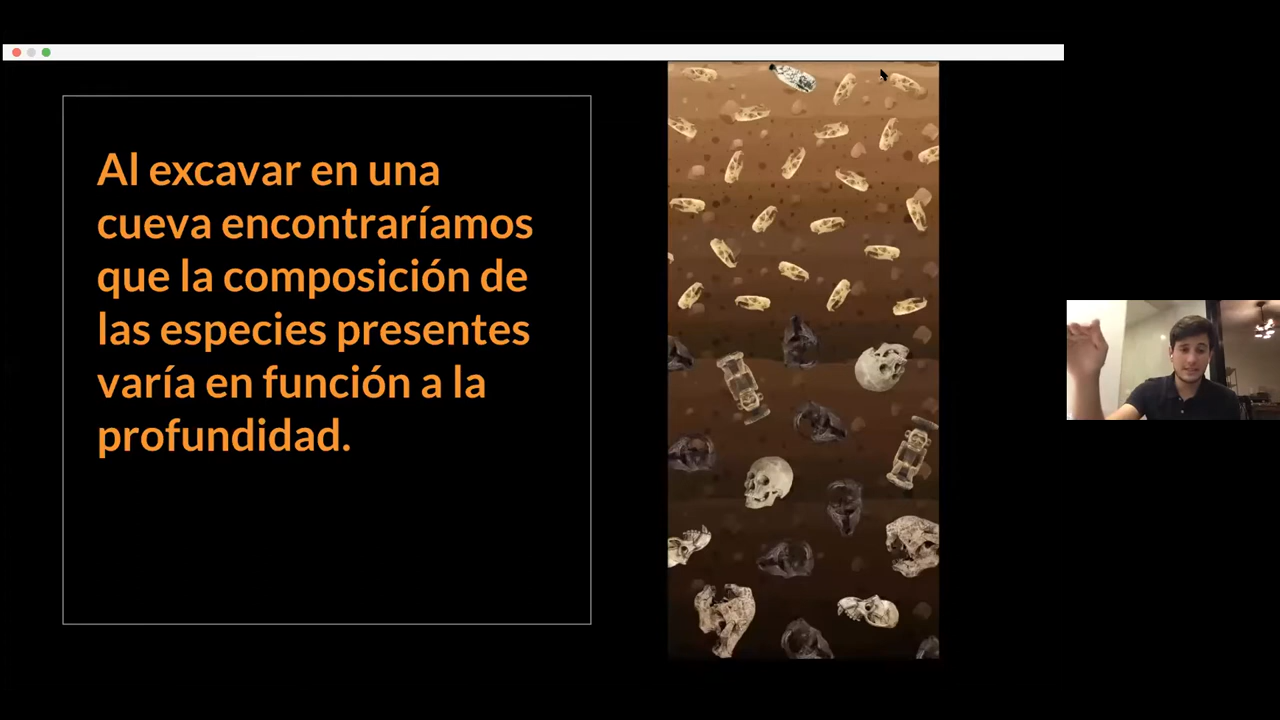 Al excavar en una
cueva encontraríamos
que la composición de
las especies presentes
varía en función a la
profundidad.